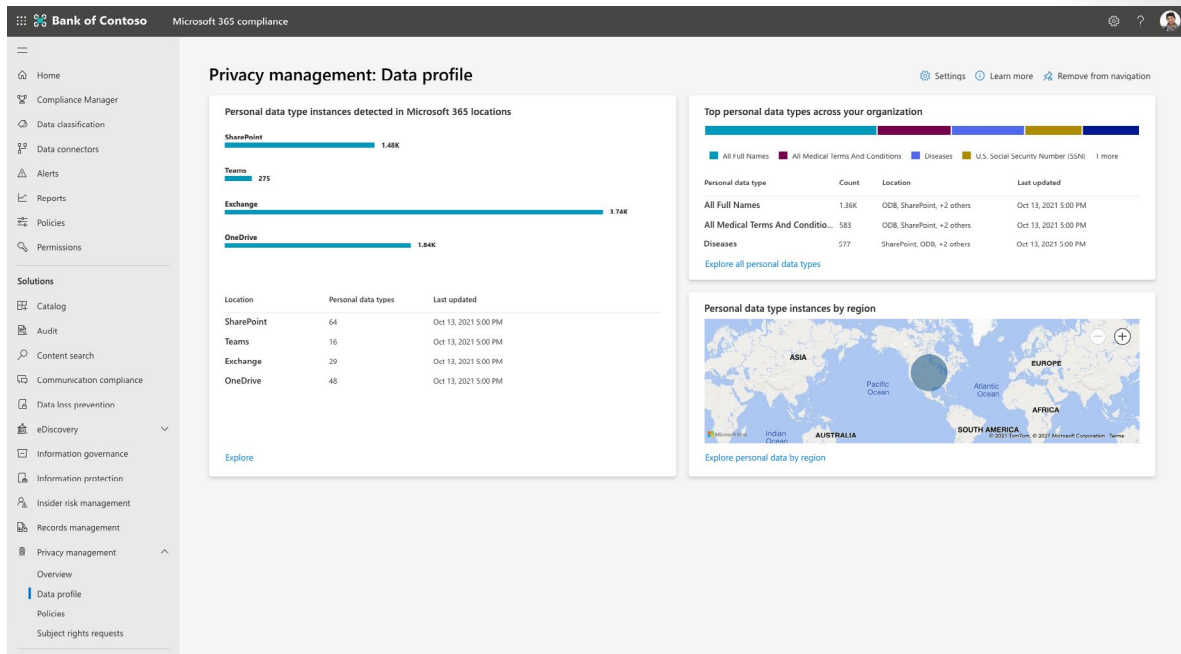 Bank of Contoso Microsoft 365 compliance
Home
Compliance Manager
Data classification
Data connectors
Alerts
Reports
Policies
Permissions
Solutions
Catalog
Audit
Content search
Communication compliance
Data loss prevention
eDiscovery
Information governance
Information protection
Insider risk management
Records management
Privacy management
Overview
Data profile
Policies
Subject rights requests
Privacy management: Data profile
Settings Learn more Remove from navigation
Personal data type instances detected in Microsoft 365 locations
SharePoint
1.48K
Teams
275
Exchange
3.74K
OneDrive
1.84K
Location Personal data types Last updated
SharePoint 64 Oct 13, 2021 5:00 PM
Teams 16 Oct 13, 2021 5:00 PM
Exchange 29 Oct 13, 2021 5:00 PM
OneDrive 48 Oct 13, 2021 5:00 PM
Explore
Top personal data types across your organization
All Full Names All Medical Terms And Conditions Diseases U.S. Social Security Number (SSN) 1 more
Personal data type Count Location Last updated
All Full Names 1.36K ODB, SharePoint, +2 others Oct 13, 2021 5:00 PM
All Medical Terms And Conditio... 583 ODB, SharePoint, +2 others Oct 13, 2021 5:00 PM
Diseases 577 SharePoint, ODB, +2 others Oct 13, 2021 5:00 PM
Explore all personal data types
Personal data type instances by region
ASIA
EUROPE
Pacific
Ocean
Atlantic
Ocean
AFRICA
Indian
Ocean
AUSTRALIA
SOUTH AMERICA
© 2021 TomTom, © 2021 Microsoft Corporation Terms
Explore personal data by region